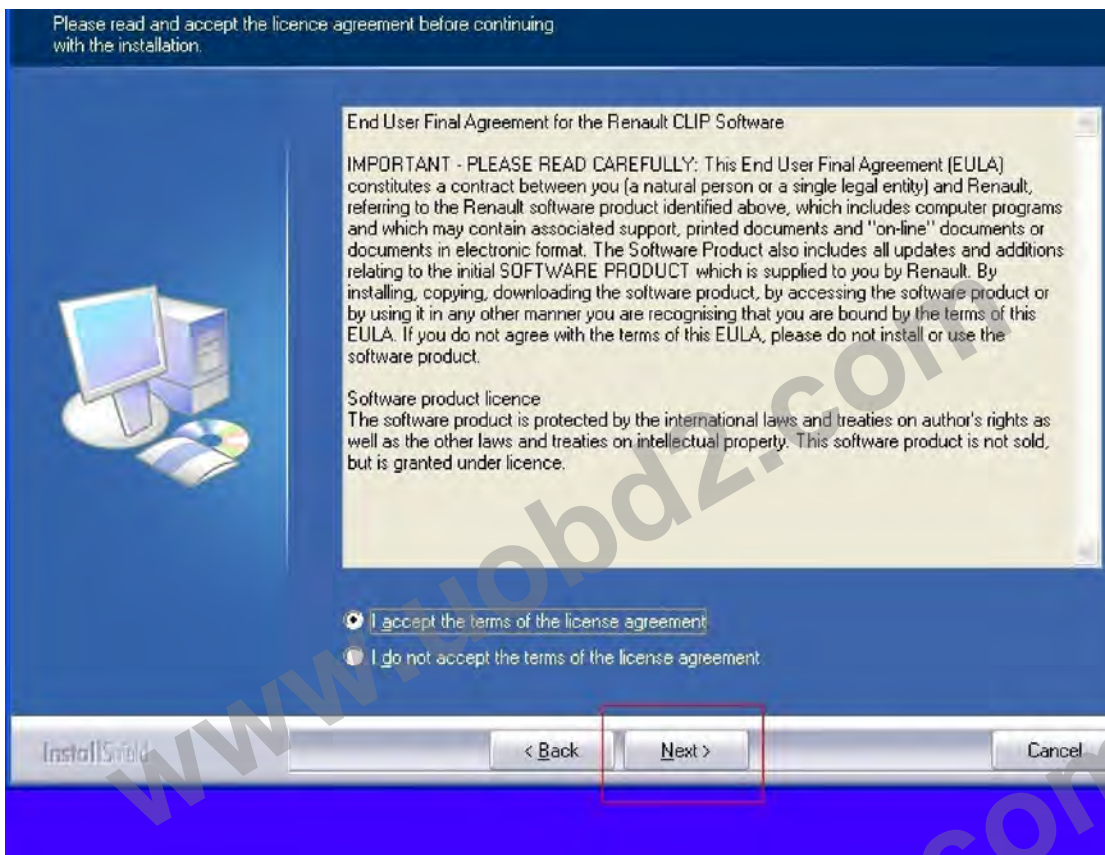 Please read and accept the licence agreement before continuing
with the installation.
End User Final Agreement for the Renault CLIP Software
IMPORTANT - PLEASE READ CAREFULLY: This End User Final Agreement (EULA)
constitutes a contract between you (a natural person or a single legal entity) and Renault,
referring to the Renault software product identified above, which includes computer programs
and which may contain associated support, printed documents and "on-line" documents or
documents in electronic format. The Software Product also includes all updates and additions
relating to the initial SOFTWARE PRODUCT which is supplied to you by Renault. By
installing, copying, downloading the software product, by accessing the software product or
by using it in any other manner you are recognising that you are bound by the terms of this
EULA. If you do not agree with the terms of this EULA, please do not install or use the
software product.
Software product licence
The software product is protected by the international laws and treaties on author's rights as
well as the other laws and treaties on intellectual property. This software product is not sold,
but is granted under licence.
I accept the terms of the license agreement
I do not accept the terms of the license agreement
InstallShield
< Back Next > Cancel
www.uobd2.com
com